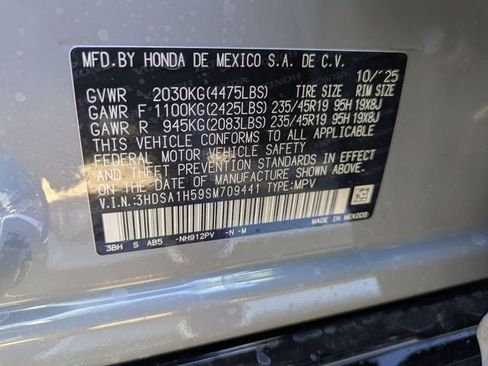 MFD.BY HONDA DE MEXICO S.A. DE C.V.
10/'25
GVWR 2030KG(4475LBS) TIRE SIZE RIM SIZE
GAWR F 1100KG(2425LBS) 235/45R19 95H 19X8J
GAWR R 945KG(2083LBS) 235/45R19 95H 19X8J
THIS VEHICLE CONFORMS TO ALL APPLICABLE
FEDERAL MOTOR VEHICLE SAFETY
AND THEFT PREVENTION STANDARDS IN EFFECT
ON THE DATE OF MANUFACTURE SHOWN ABOVE.
V.I.N.:3HDSA1H59SM709441 TYPE:MPV
3BH S AB5 -NH912PV -N -M
MADE IN MEXICO